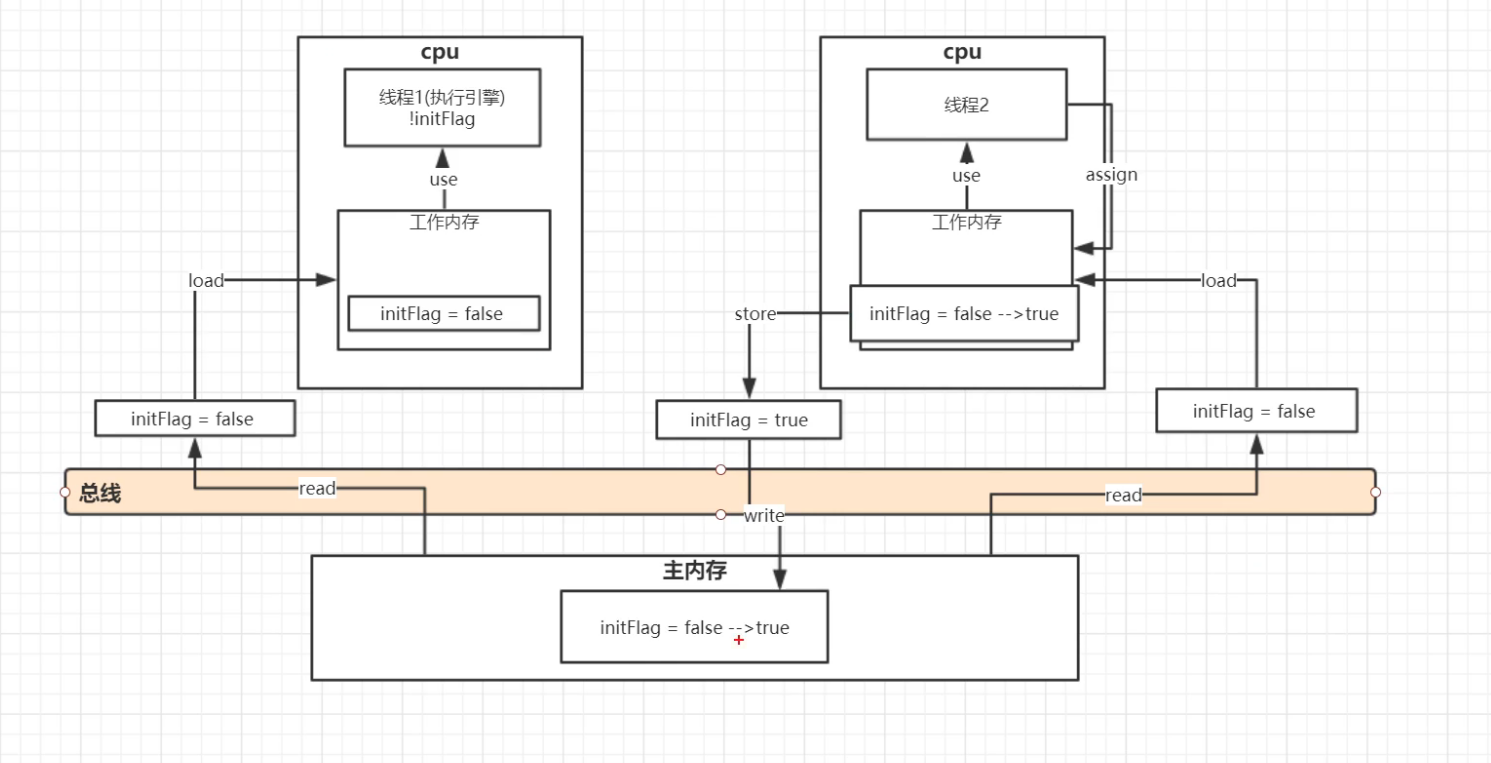 cpu
线程1(执行引擎)
!initFlag
use
工作内存
load
initFlag = false
initFlag = false
cpu
线程2
use
assign
工作内存
load
store
initFlag = false -->true
initFlag = true
initFlag = false
总线
read
write
read
主内存
initFlag = false -->true